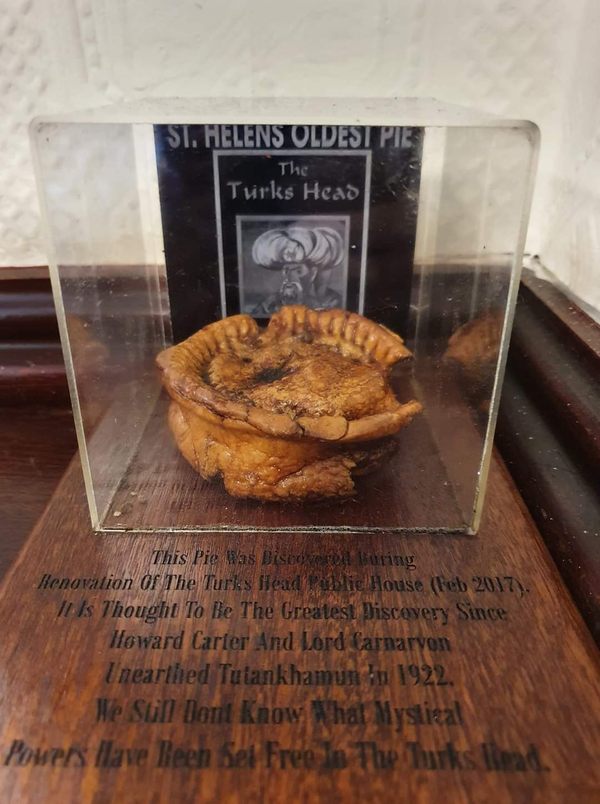 ST. HELENS OLDEST PIE
The
Turks Head
This Pie Was Discovered During
Renovation Of The Turks Head Public House (Feb 2017).
It Is Thought To Be The Greatest Discovery Since
Howard Carter And Lord Carnarvon
Unearthed Tutankhamun In 1922.
We Still Dont Know What Mystical
Powers Have Been Set Free In The Turks Head.